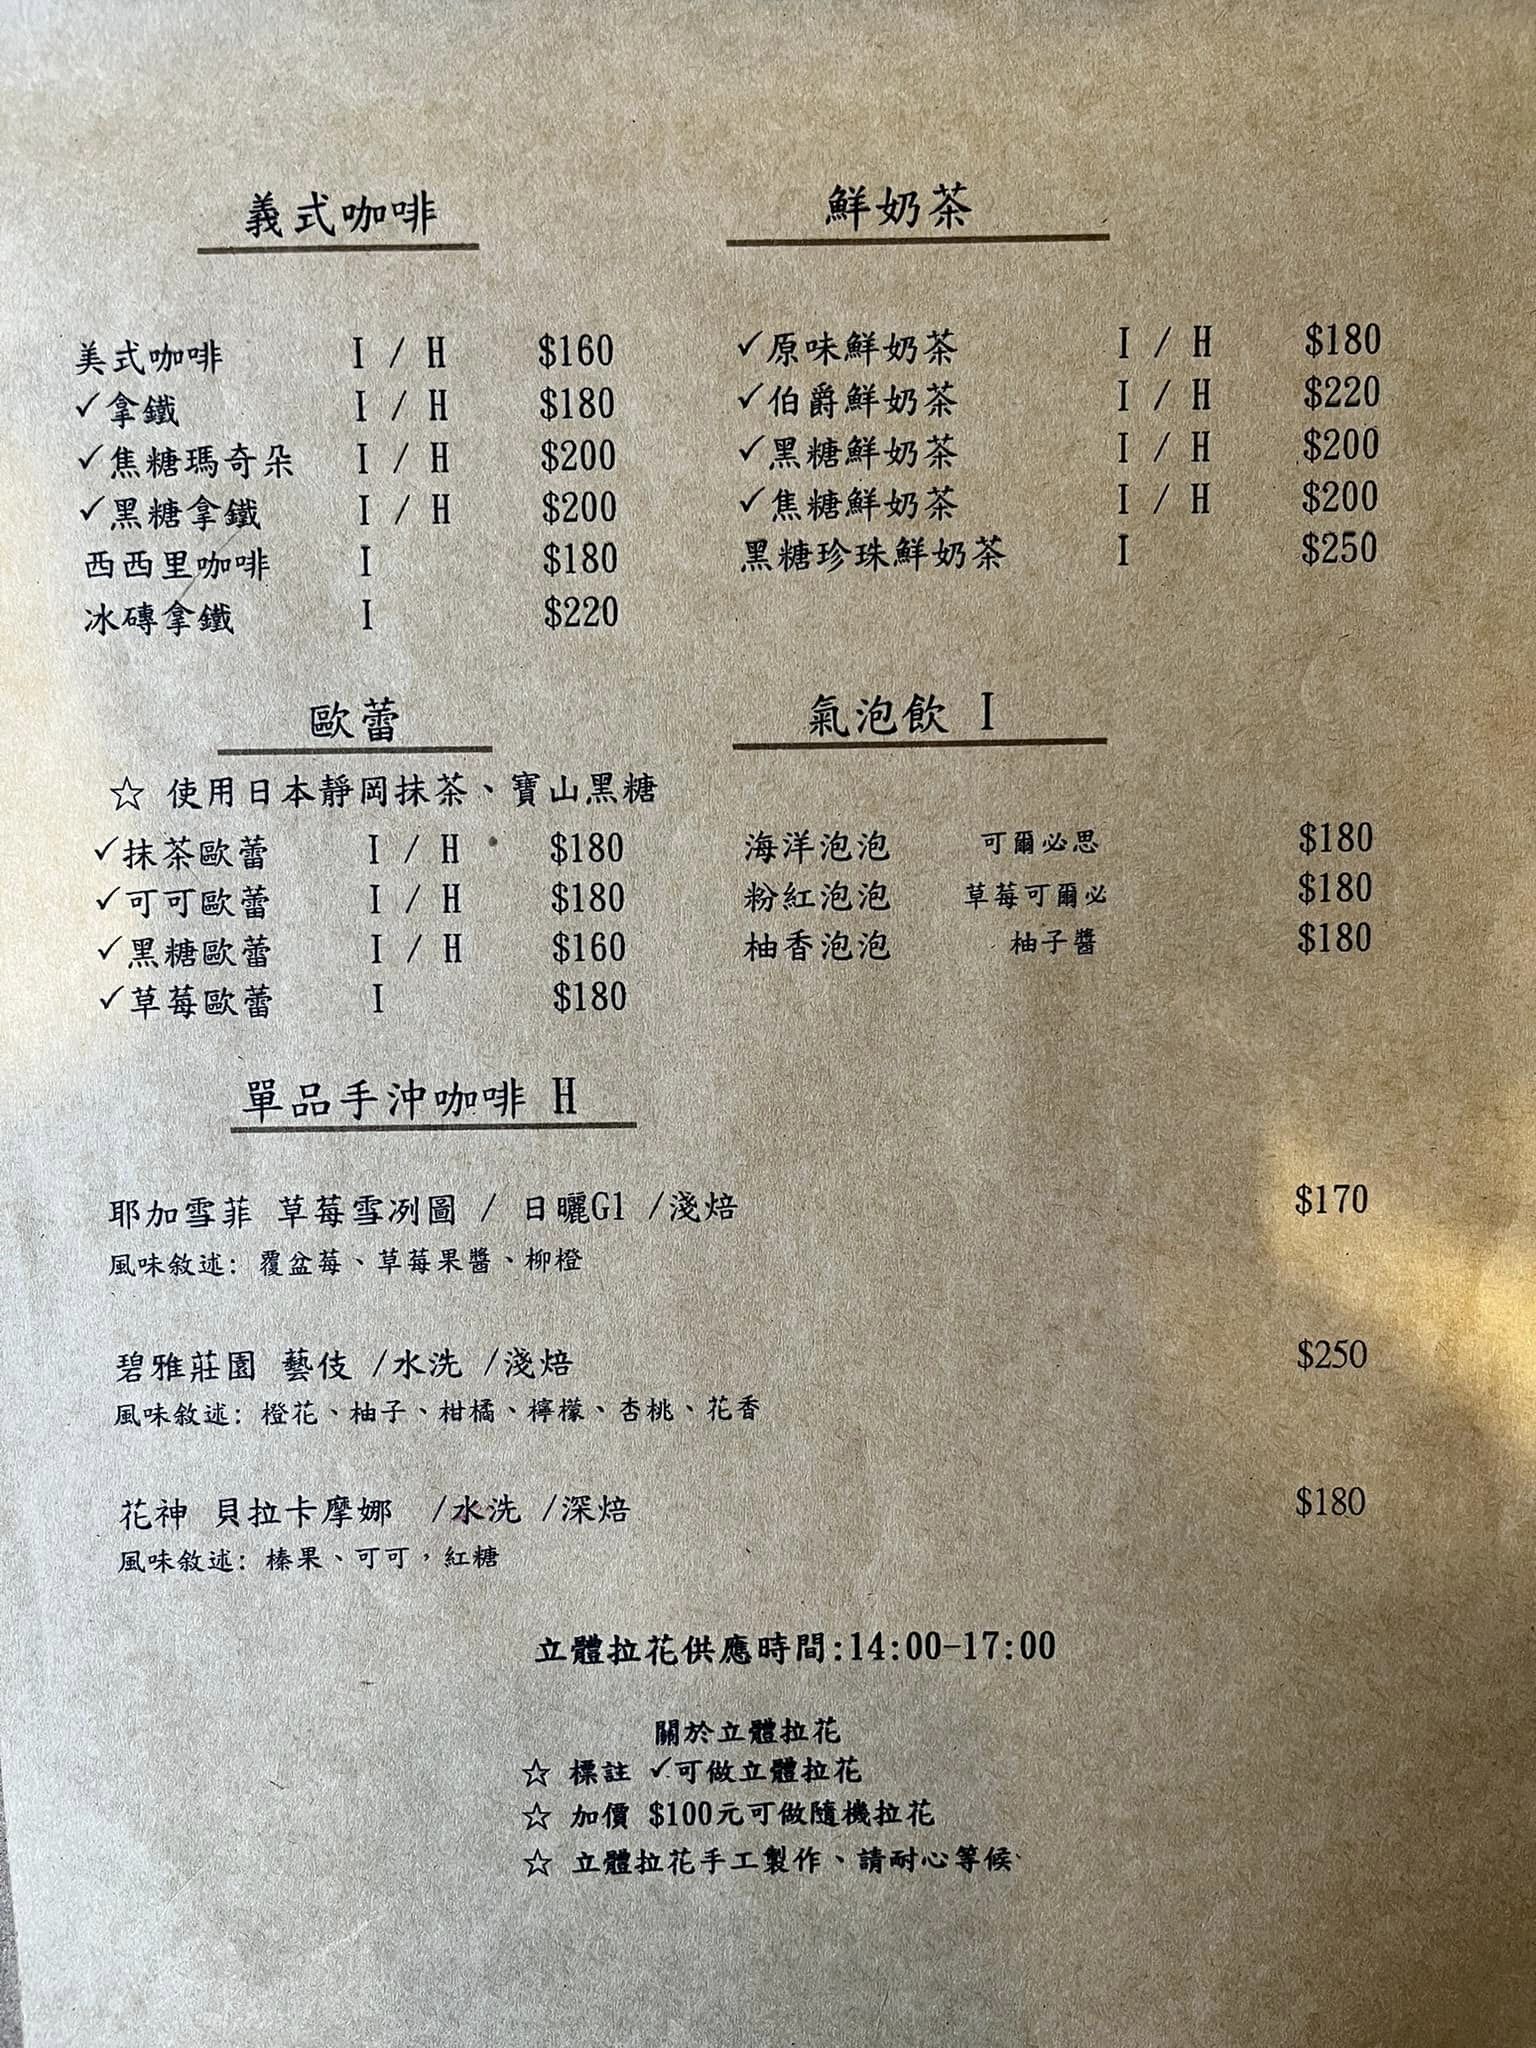 義式咖啡
美式咖啡 I / H $160
✓拿鐵 I / H $180
✓焦糖瑪奇朵 I / H $200
✓黑糖拿鐵 I / H $200
西西里咖啡 I $180
冰磚拿鐵 I $220
鮮奶茶
✓原味鮮奶茶 I / H $180
✓伯爵鮮奶茶 I / H $220
✓黑糖鮮奶茶 I / H $200
✓焦糖鮮奶茶 I / H $200
黑糖珍珠鮮奶茶 I $250
歐蕾
☆ 使用日本靜岡抹茶、寶山黑糖
✓抹茶歐蕾 I / H $180
✓可可歐蕾 I / H $180
✓黑糖歐蕾 I / H $160
✓草莓歐蕾 I $180
氣泡飲 I
海洋泡泡 可爾必思 $180
粉紅泡泡 草莓可爾必 $180
柚香泡泡 柚子醬 $180
單品手沖咖啡 H
耶加雪菲 草莓雪冽圖 / 日曬G1 /淺焙 $170
風味敘述: 覆盆莓、草莓果醬、柳橙
碧雅莊園 藝伎 /水洗 /淺焙 $250
風味敘述: 橙花、柚子、柑橘、檸檬、杏桃、花香
花神 貝拉卡摩娜 /水洗 /深焙 $180
風味敘述: 榛果、可可，紅糖
立體拉花供應時間:14:00-17:00
關於立體拉花
☆ 標註 ✓可做立體拉花
☆ 加價 $100元可做隨機拉花
☆ 立體拉花手工製作、請耐心等候